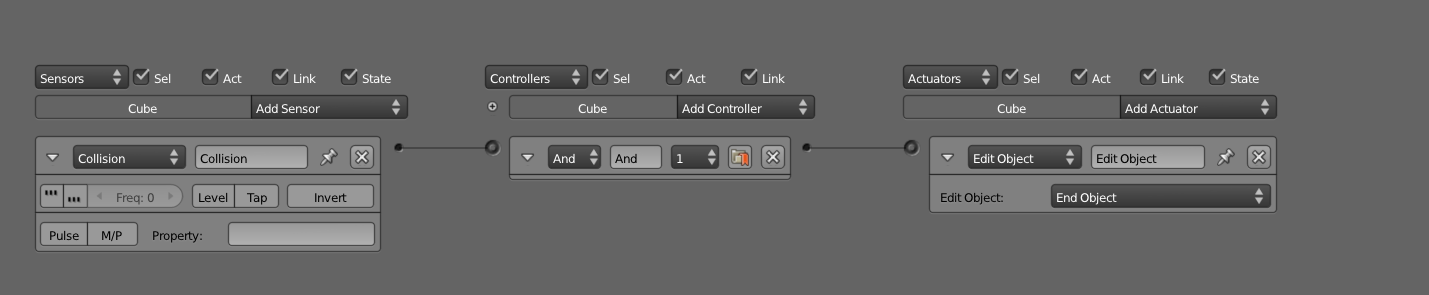 Sensors Sel Act Link State Controllers Sel Act Link Actuators Sel Act Link State
Cube Add Sensor Cube Add Controller Cube Add Actuator
Collision Collision And And 1 Edit Object Edit Object
Freq: 0 Level Tap Invert Edit Object: End Object
Pulse M/P Property: